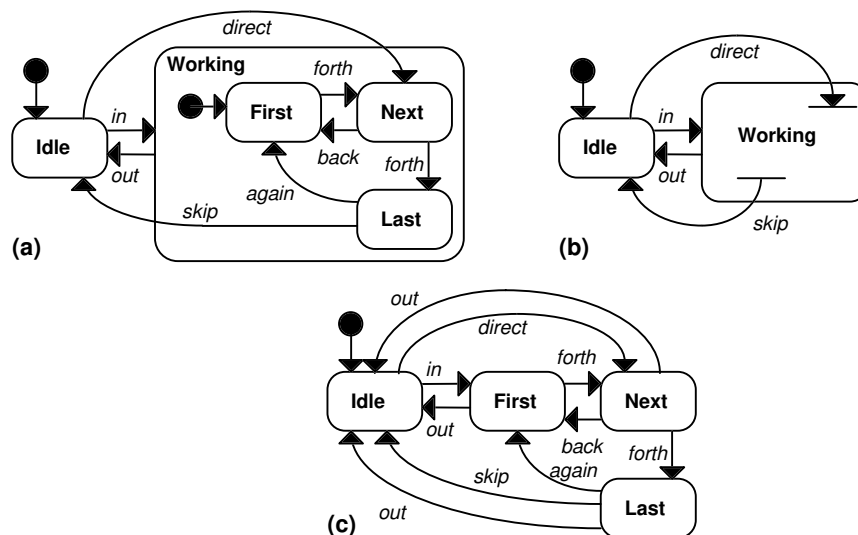 direct
Working
forth
in
First
Next
Idle
out
back
forth
again
skip
Last
(a)
direct
in
Working
Idle
out
skip
(b)
out
direct
in
forth
Idle
First
Next
out
back
forth
again
skip
Last
out
(c)